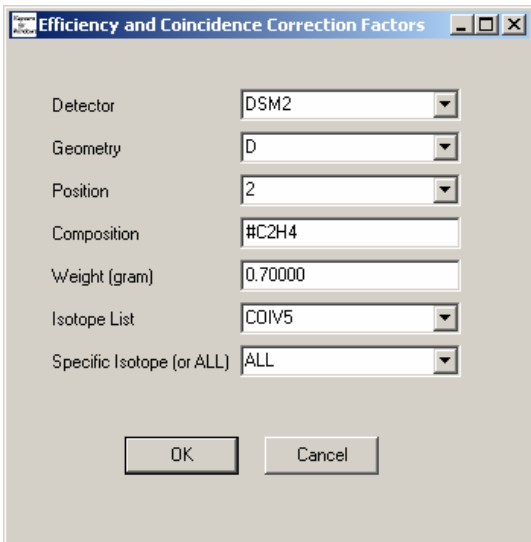 Efficiency and Coincidence Correction Factors
Detector DSM2
Geometry D
Position 2
Composition #C2H4
Weight (gram) 0.70000
Isotope List COIV5
Specific Isotope (or ALL) ALL
OK Cancel